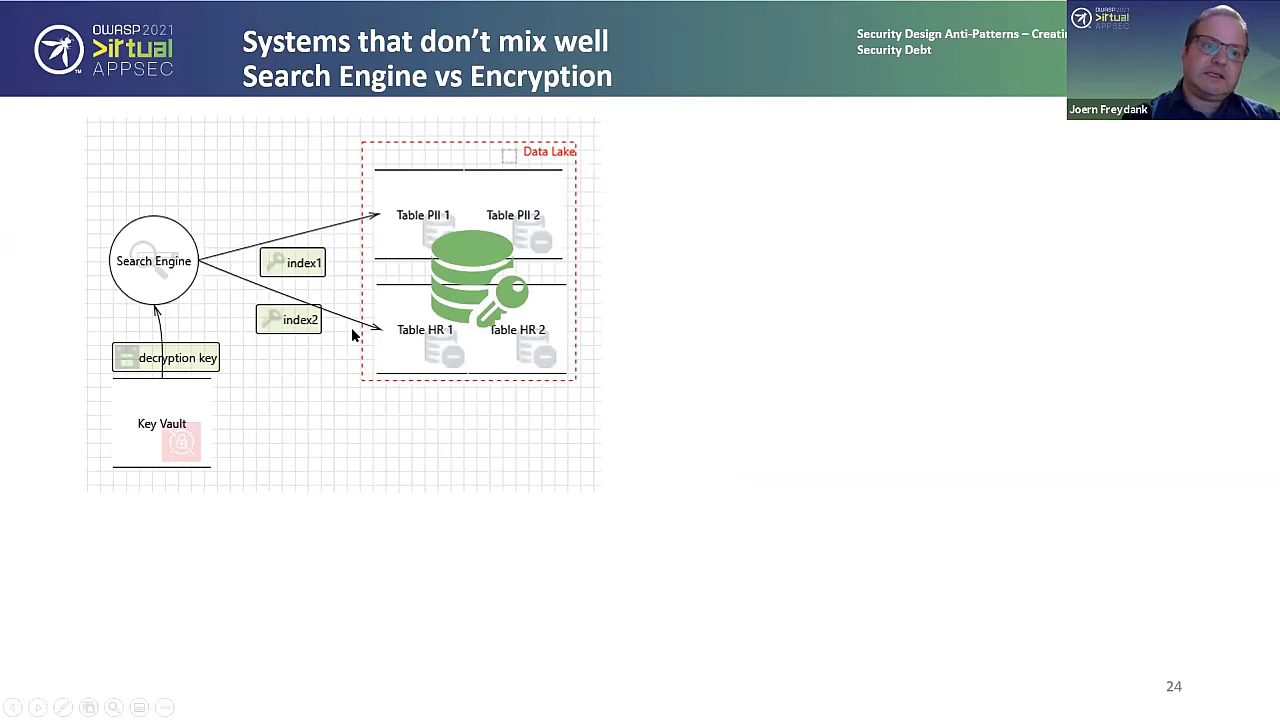 OWASP 2021
Virtual
APPSEC
Systems that don't mix well
Search Engine vs Encryption
Security Design Anti-Patterns – Creatin
Security Debt
OWASP 2021
Virtual
APPSEC
Joern Freydank
Data Lake
Table PII 1
Table PII 2
Search Engine
index1
index2
Table HR 1
Table HR 2
decryption key
Key Vault
24